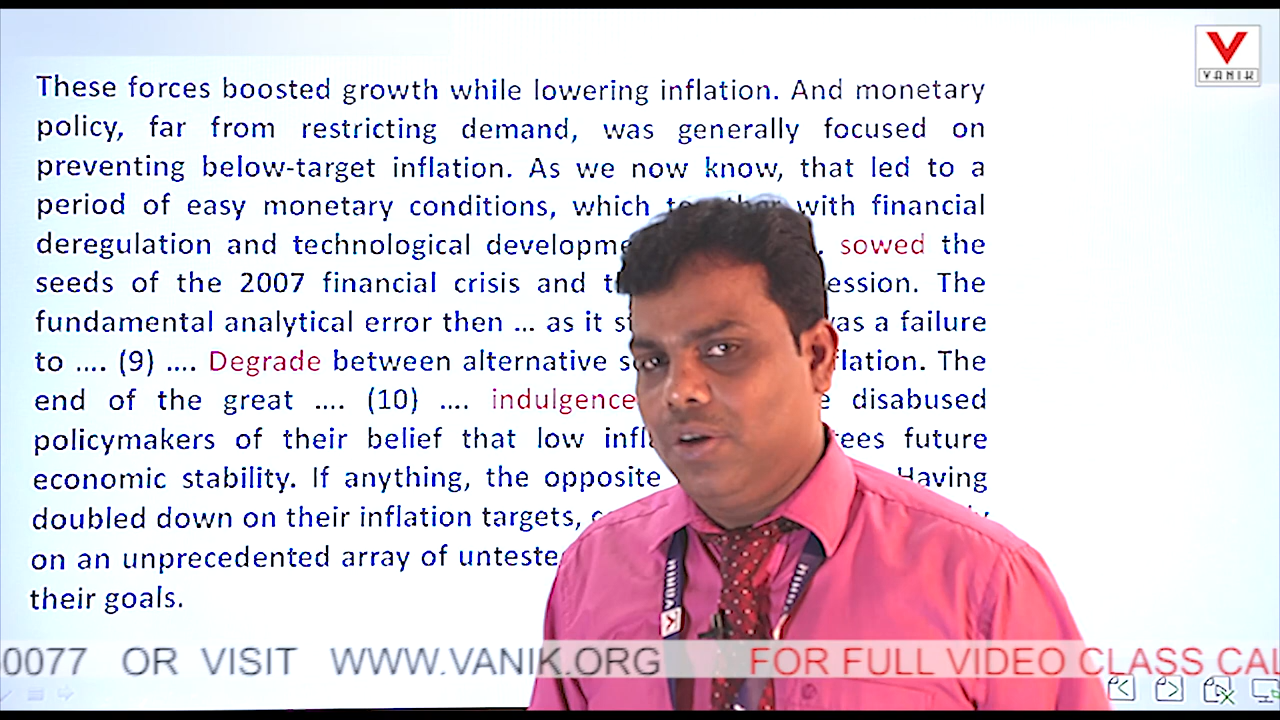 VANIK
These forces boosted growth while lowering inflation. And monetary
policy, far from restricting demand, was generally focused on
preventing below-target inflation. As we now know, that led to a
period of easy monetary conditions, which together with financial
deregulation and technological . sowed the
seeds of the 2007 financial crisis and
fundamental analytical error then ... as it was a failure
to .... (9) .... Degrade between alternative The
end of the great .... (10) .... indulgence disabused
policymakers of their belief that low future
economic stability. If anything, the opposite Having
doubled down on their inflation targets,
on an unprecedented array of
their goals.
VANIK
0077 OR VISIT WWW.VANIK.ORG FOR FULL VIDEO CLASS